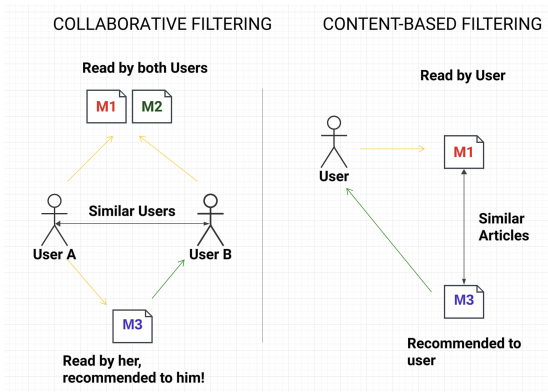 COLLABORATIVE FILTERING
Read by both Users
M1 M2
Similar Users
User A
User B
M3
Read by her,
recommended to him!
CONTENT-BASED FILTERING
Read by User
User
M1
Similar
Articles
M3
Recommended to
user